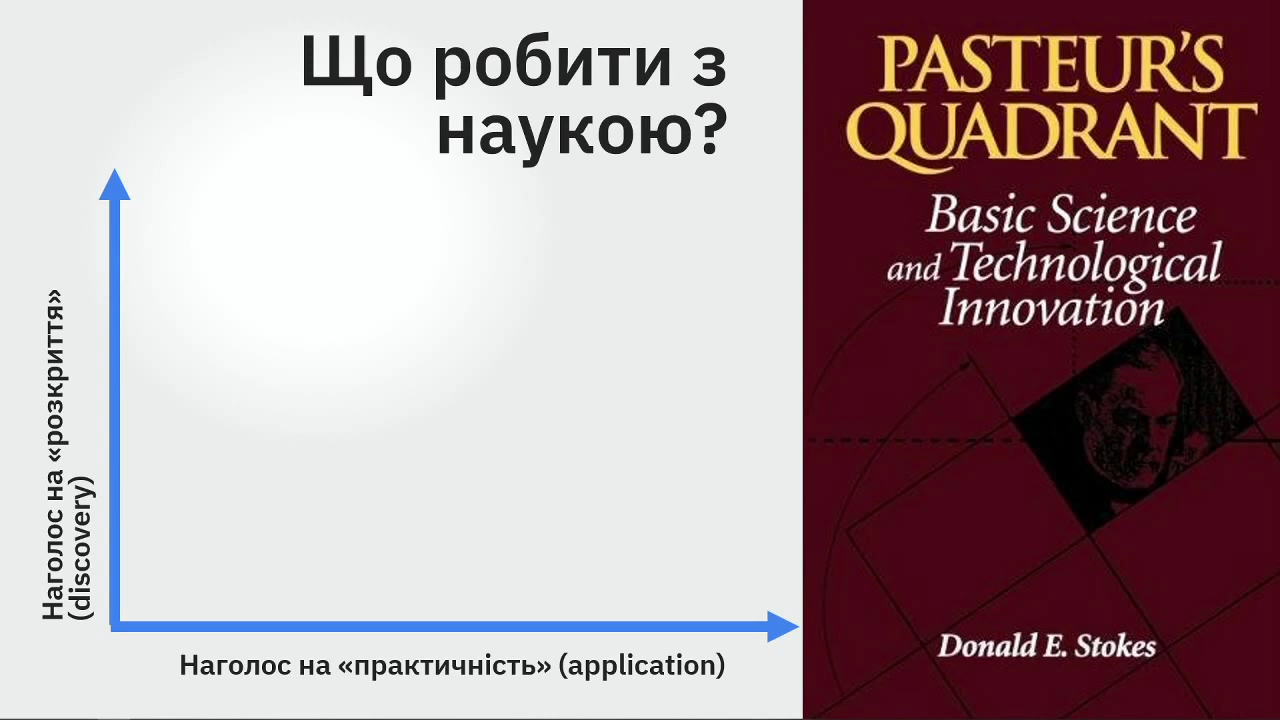 Що робити з
наукою?
Наголос на «розкриття»
(discovery)
Наголос на «практичність» (application)
PASTEUR'S
QUADRANT
Basic Science
and Technological
Innovation
Donald E. Stokes